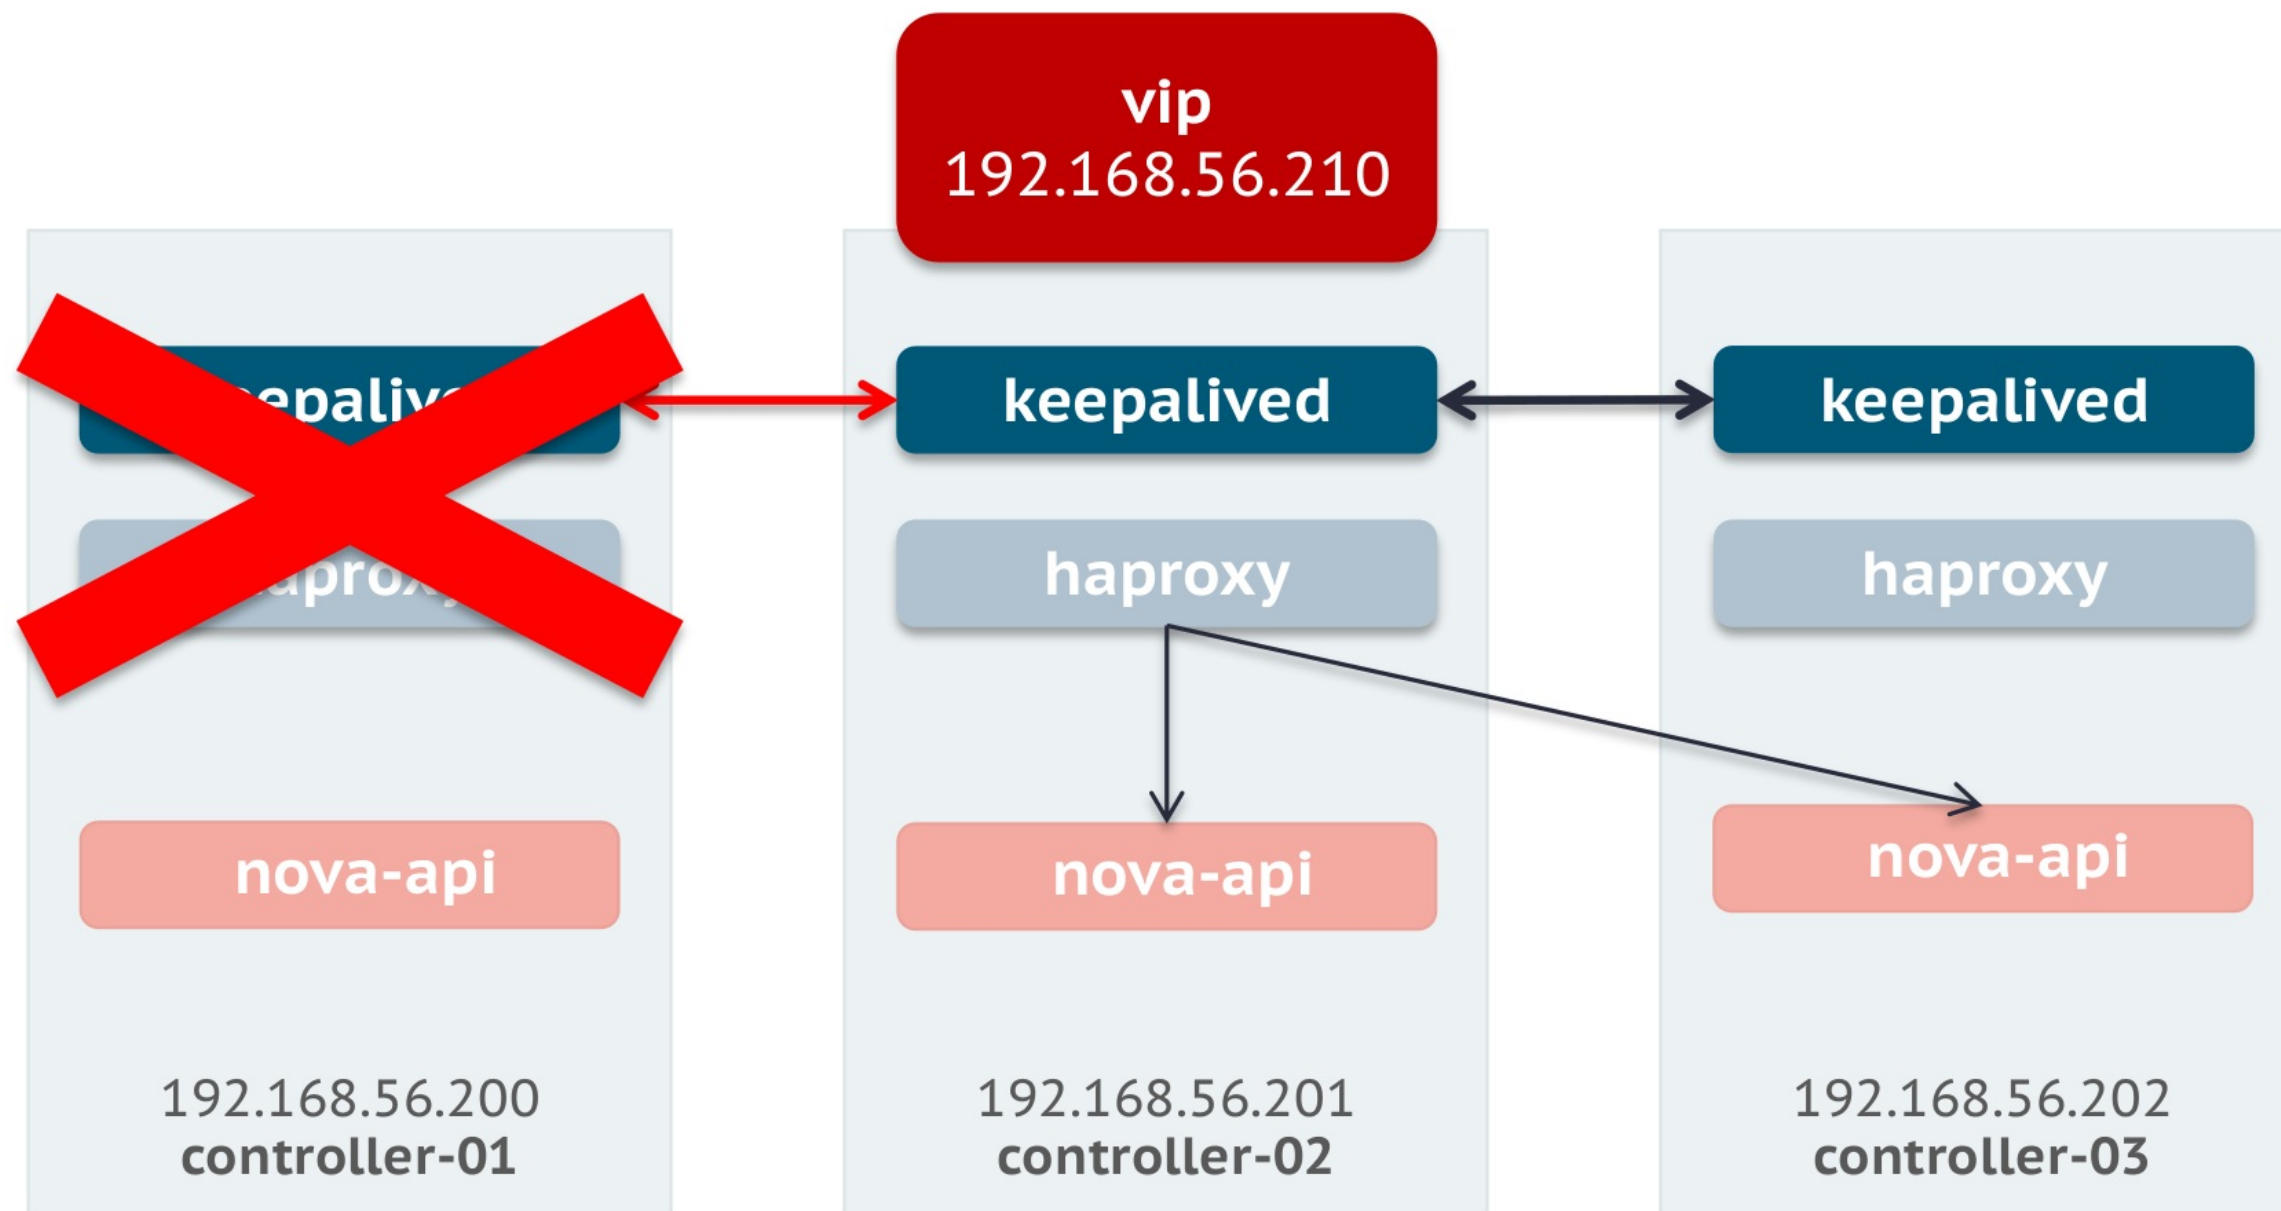 vip
192.168.56.210
keepalived
keepalived
haproxy
haproxy
nova-api
nova-api
nova-api
192.168.56.200
controller-01
192.168.56.201
controller-02
192.168.56.202
controller-03